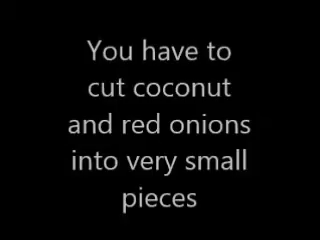 You have to
cut coconut
and red onions
into very small
pieces